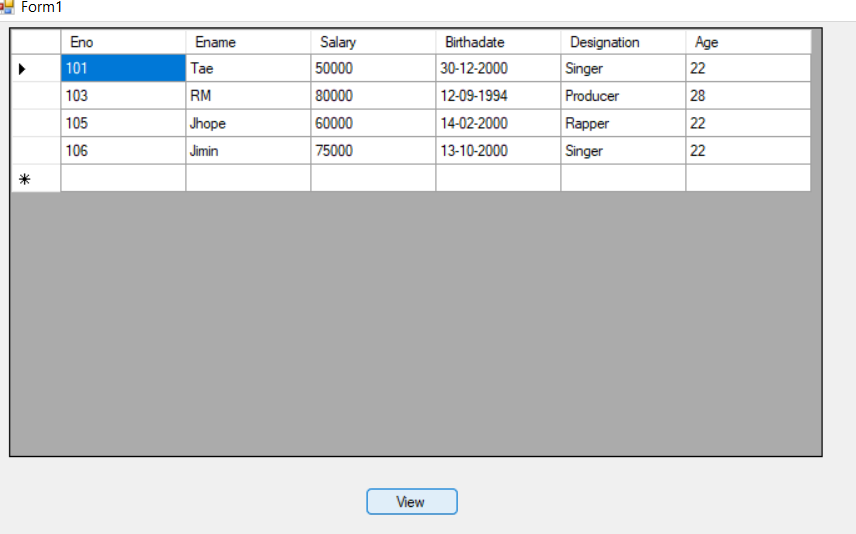 Form1
Eno Ename Salary Birthadate Designation Age
101 Tae 50000 30-12-2000 Singer 22
103 RM 80000 12-09-1994 Producer 28
105 Jhope 60000 14-02-2000 Rapper 22
106 Jimin 75000 13-10-2000 Singer 22
View